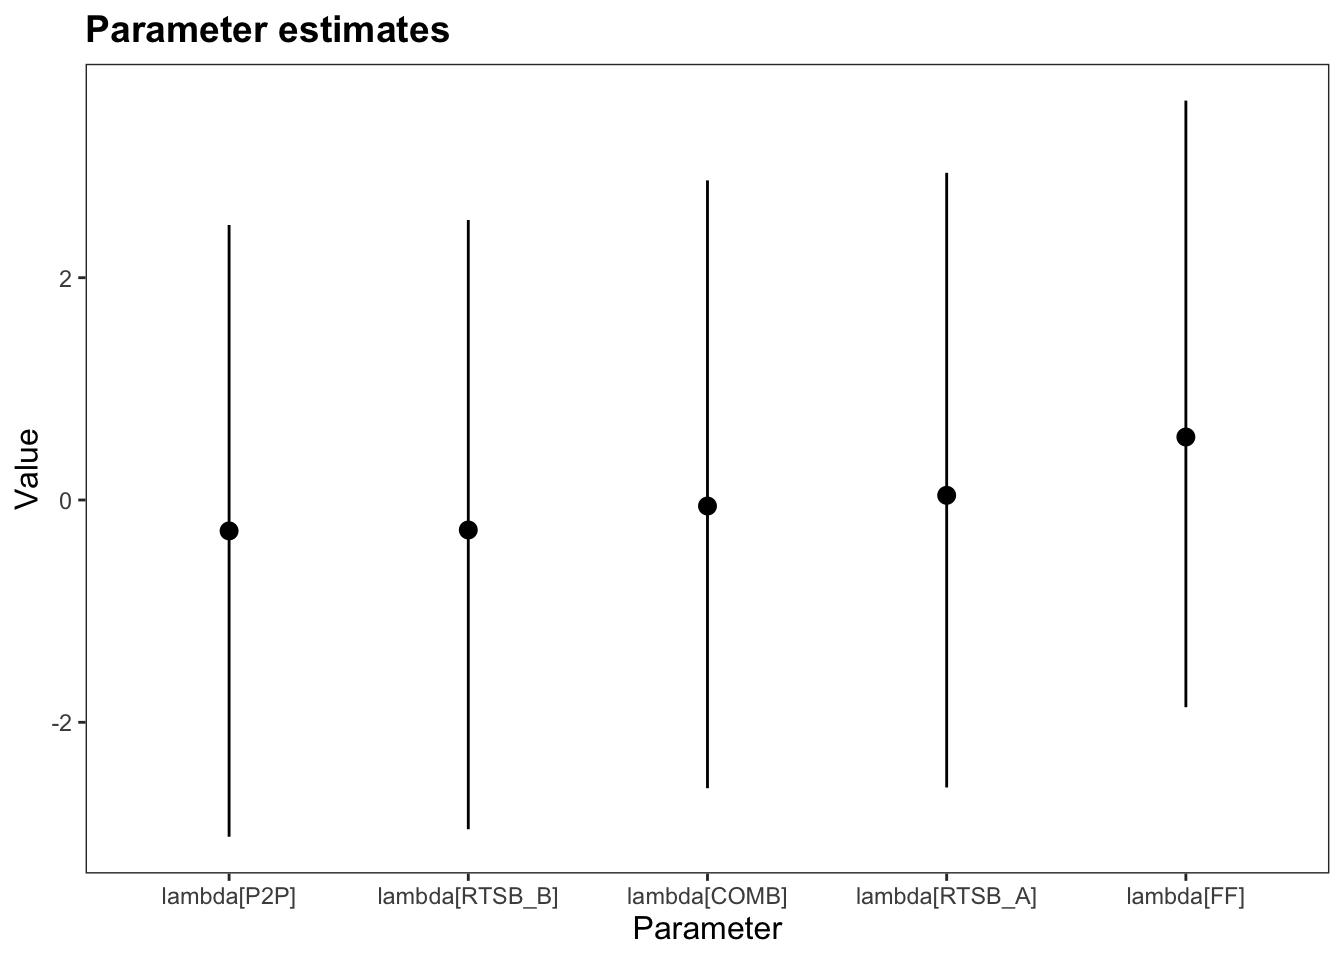 Parameter estimates
Value
2
0
-2
lambda[P2P] lambda[RTSB_B] lambda[COMB] lambda[RTSB_A] lambda[FF]
Parameter